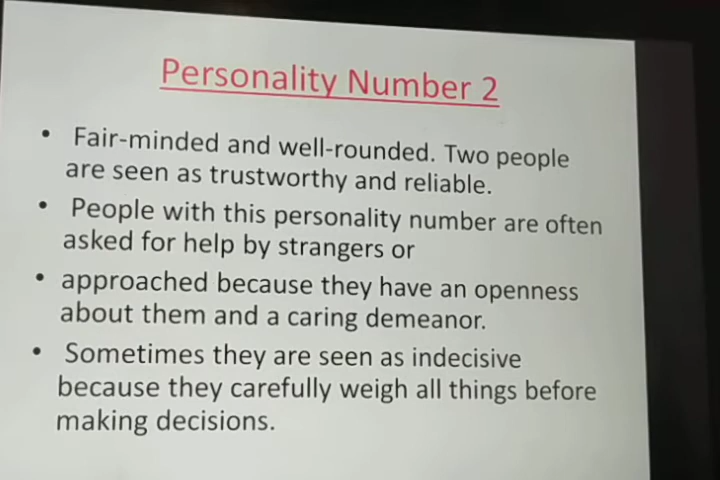 Personality Number 2
• Fair-minded and well-rounded. Two people
are seen as trustworthy and reliable.
• People with this personality number are often
asked for help by strangers or
• approached because they have an openness
about them and a caring demeanor.
• Sometimes they are seen as indecisive
because they carefully weigh all things before
making decisions.